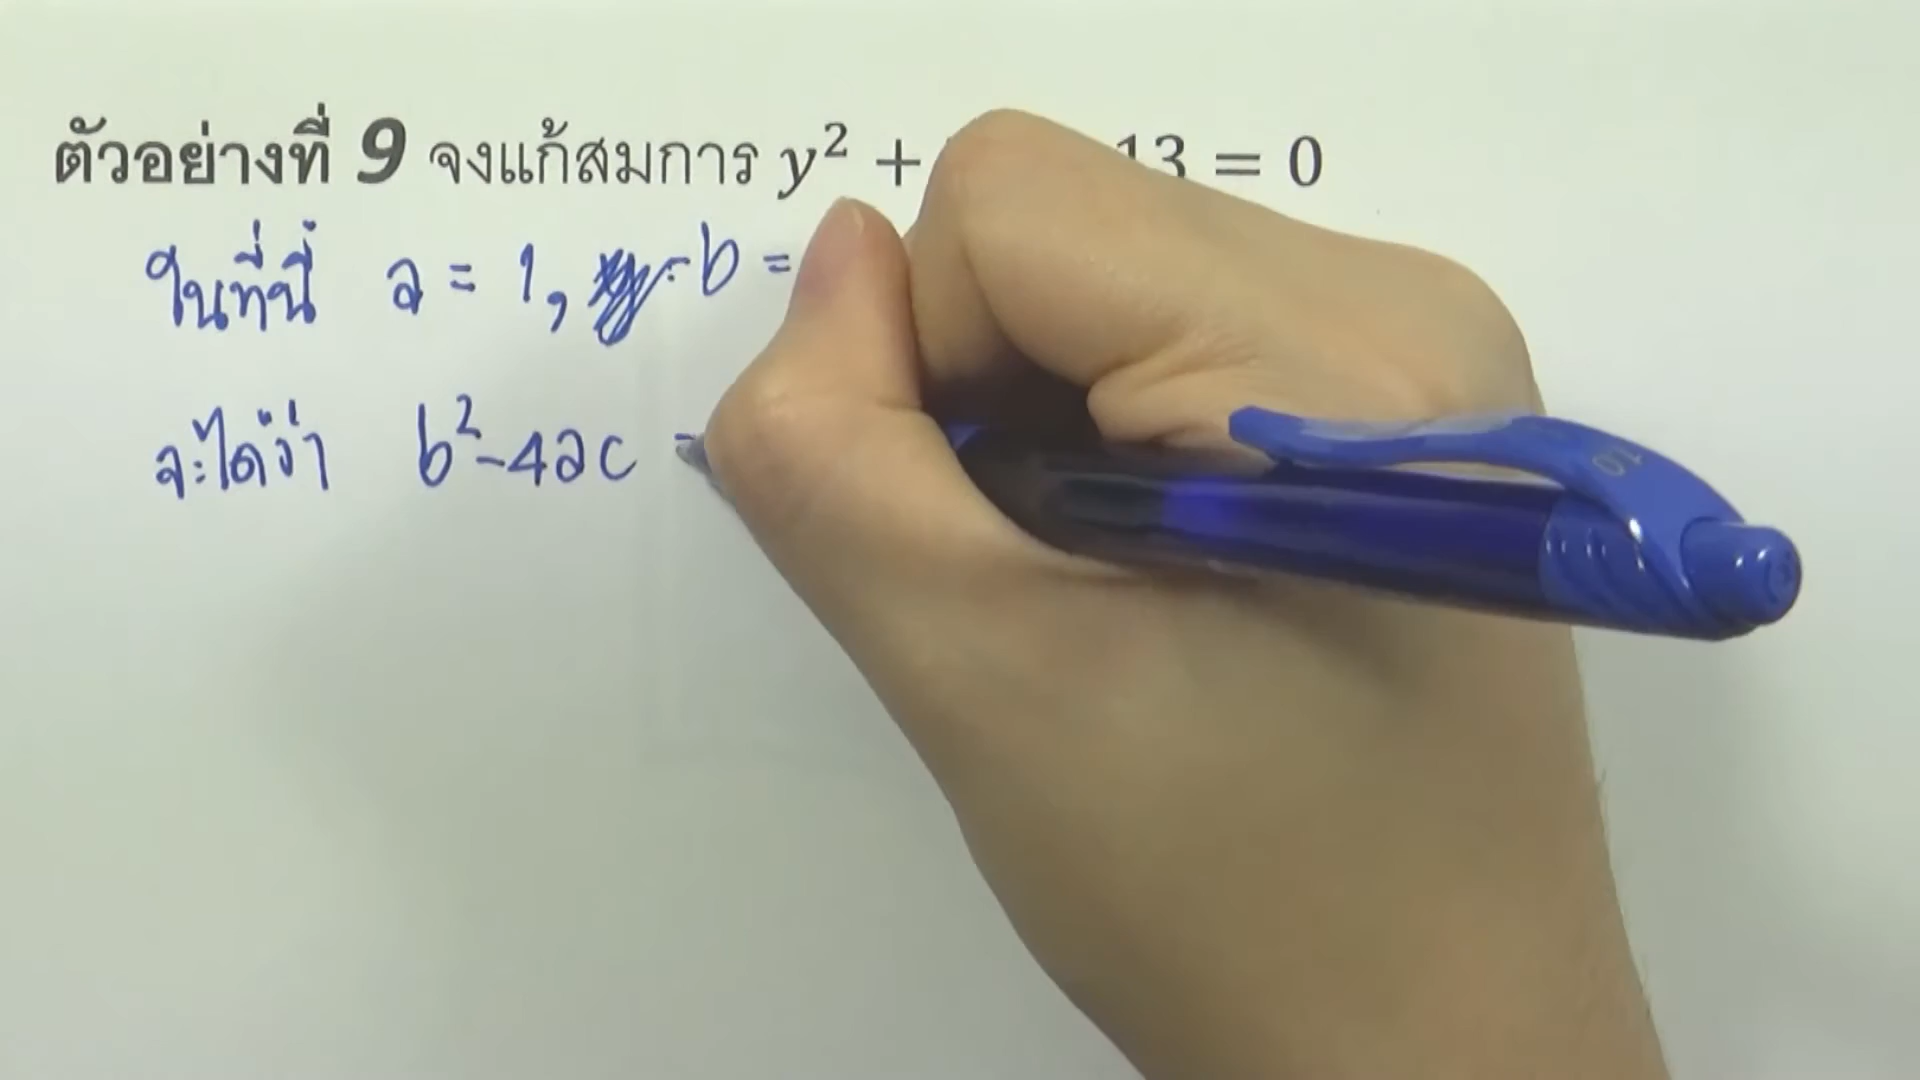 ตัวอย่างที่ 9 จงแก้สมการ y² + 13 = 0
ในที่นี้ a = 1, b =
จะได้ว่า b²-4ac =
10